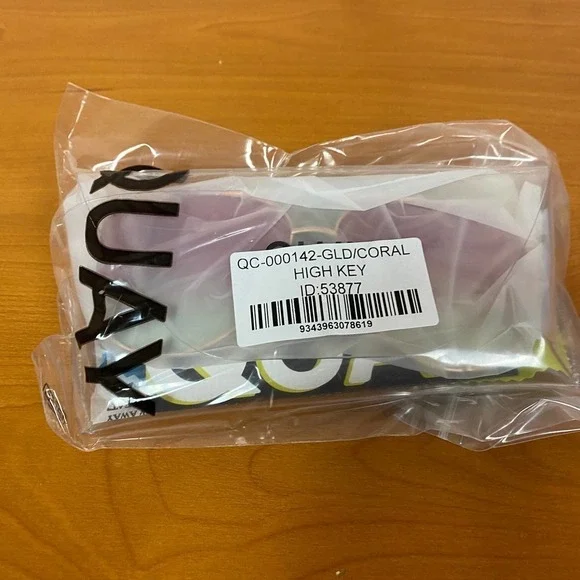 QUAY
QC-000142-GLD/CORAL
HIGH KEY
ID:53877
9343963078619